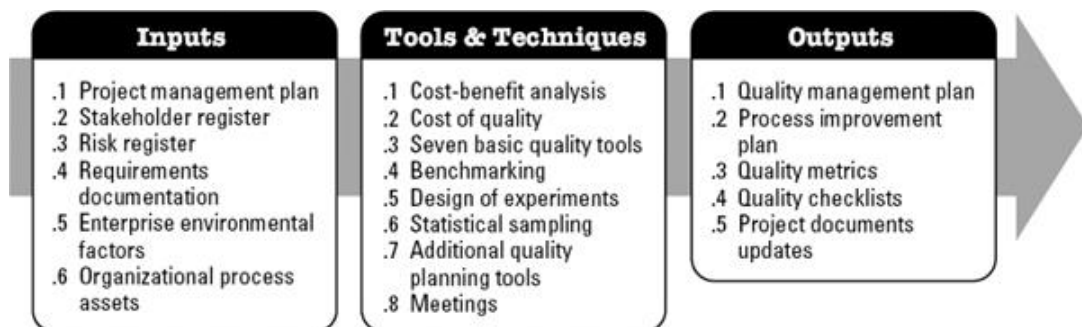 Inputs
.1 Project management plan
.2 Stakeholder register
.3 Risk register
.4 Requirements
documentation
.5 Enterprise environmental
factors
.6 Organizational process
assets
Tools & Techniques
.1 Cost-benefit analysis
.2 Cost of quality
.3 Seven basic quality tools
.4 Benchmarking
.5 Design of experiments
.6 Statistical sampling
.7 Additional quality
planning tools
.8 Meetings
Outputs
.1 Quality management plan
.2 Process improvement
plan
.3 Quality metrics
.4 Quality checklists
.5 Project documents
updates